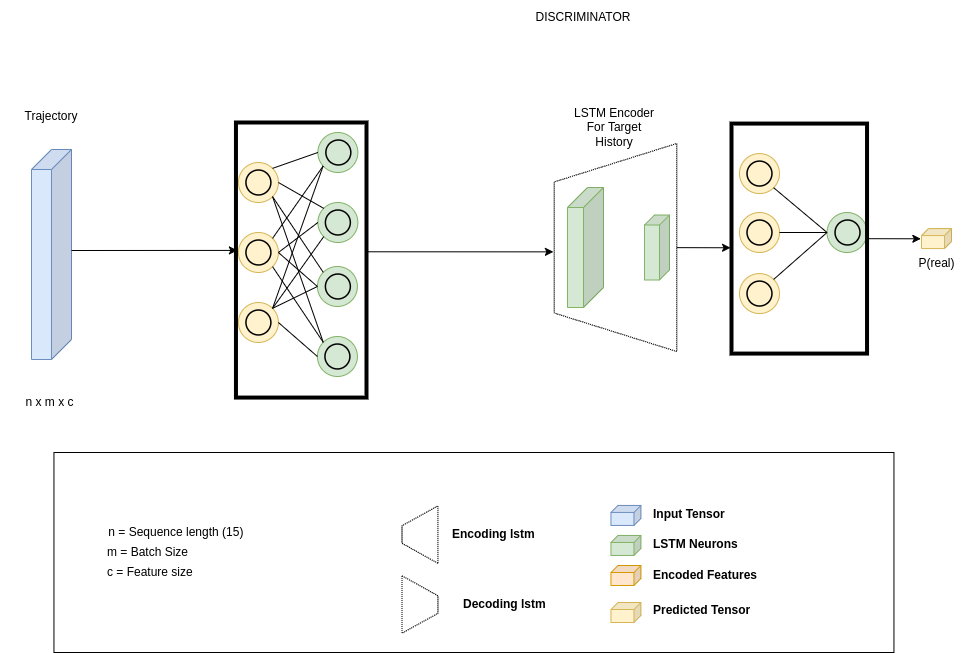 DISCRIMINATOR
Trajectory
LSTM Encoder
For Target
History
P(real)
n x m x c
n = Sequence length (15)
m = Batch Size
c = Feature size
Encoding lstm
Decoding lstm
Input Tensor
LSTM Neurons
Encoded Features
Predicted Tensor